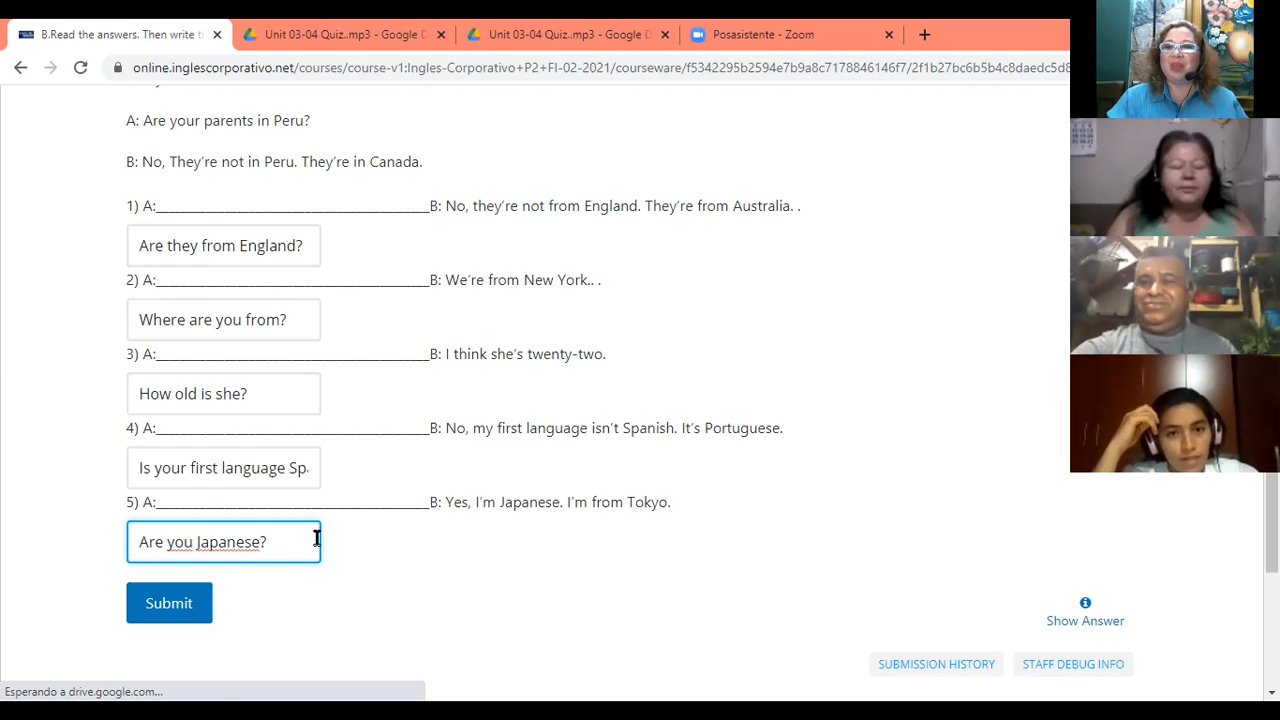 B.Read the answers. Then write th
Unit 03-04 Quiz..mp3 - Google D
Unit 03-04 Quiz..mp3 - Google D
Posasistente - Zoom
online.inglescorporativo.net/courses/course-v1:Ingles-Corporativo+P2+FI-02-2021/courseware/f5342295b2594e7b9a8c7178846146f7/2f1b27bc6b5b4c8daedc5d8
A: Are your parents in Peru?
B: No, They're not in Peru. They're in Canada.
1) A:______________________________________B: No, they're not from England. They're from Australia. .
Are they from England?
2) A:______________________________________B: We're from New York.. .
Where are you from?
3) A:______________________________________B: I think she's twenty-two.
How old is she?
4) A:______________________________________B: No, my first language isn't Spanish. It's Portuguese.
Is your first language Sp
5) A:______________________________________B: Yes, I'm Japanese. I'm from Tokyo.
Are you Japanese?
Submit
Show Answer
SUBMISSION HISTORY
STAFF DEBUG INFO
Esperando a drive.google.com...